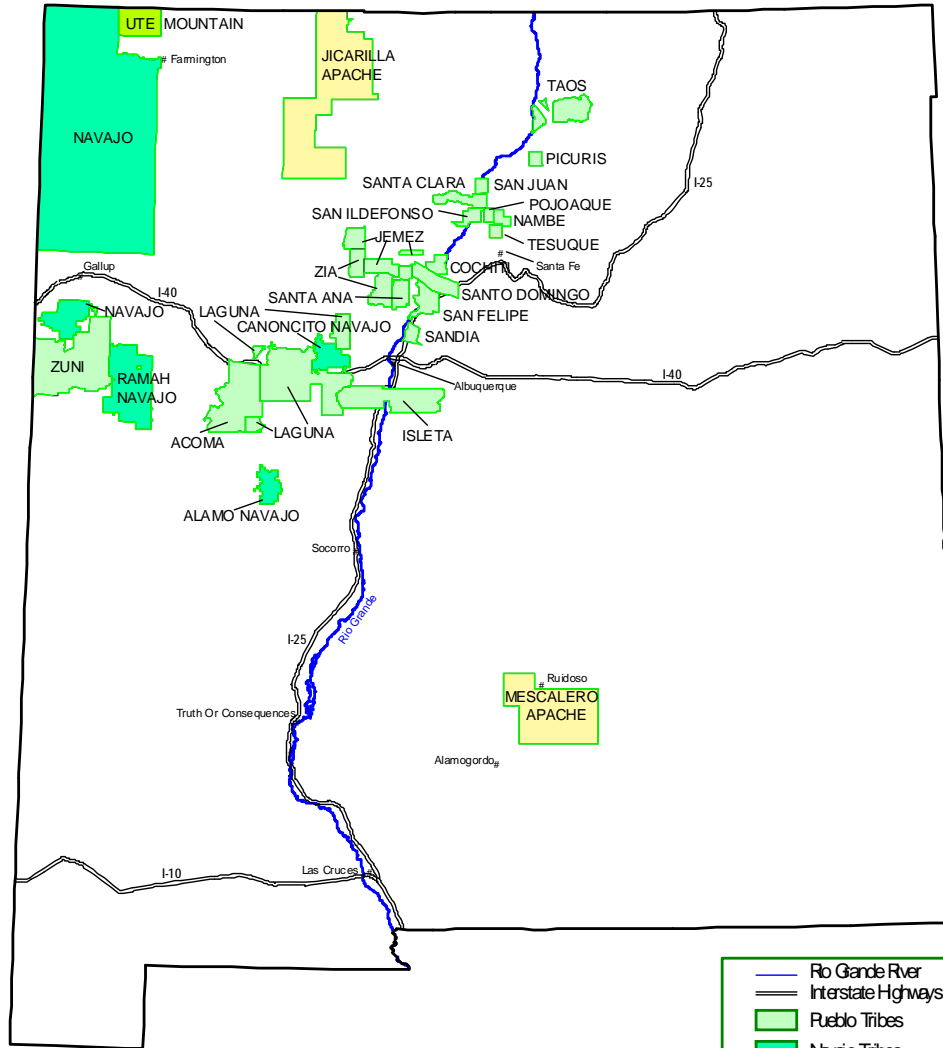 UTE MOUNTAIN
# Farmington
JICARILLA
APACHE
TAOS
NAVAJO
PICURIS
I-25
SANTA CLARA
SAN JUAN
POJOAQUE
SAN ILDEFONSO
NAMBE
TESUQUE
JEMEZ
#
Santa Fe
Gallup
ZIA
COCHITI
I-40
SANTA ANA
SANTO DOMINGO
NAVAJO
LAGUNA
SAN FELIPE
CANONCITO NAVAJO
SANDIA
ZUNI
RAMAH
NAVAJO
I-40
Albuquerque
ACOMA
LAGUNA
ISLETA
ALAMO NAVAJO
Socorro #
Rio Grande
I-25
# Ruidoso
MESCALERO
APACHE
Truth Or Consequences
Alamogordo#
Las Cruces #
I-10
Rio Grande River
Interstate Highways
Pueblo Tribes
Navajo Tribes